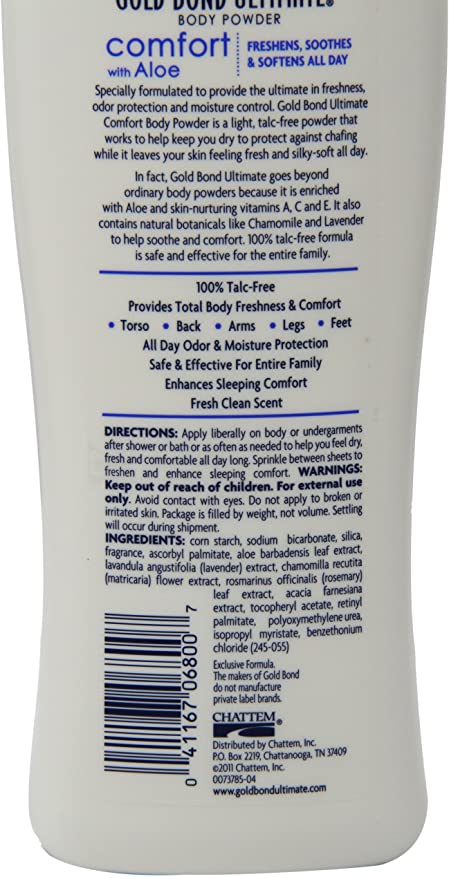 GOLD BOND ULTIMATE®
BODY POWDER
comfort
with Aloe
FRESHENS, SOOTHES
& SOFTENS ALL DAY
Specially formulated to provide the ultimate in freshness,
odor protection and moisture control. Gold Bond Ultimate
Comfort Body Powder is a light, talc-free powder that
works to help keep you dry to protect against chafing
while it leaves your skin feeling fresh and silky-soft all day.
In fact, Gold Bond Ultimate goes beyond
ordinary body powders because it is enriched
with Aloe and skin-nurturing vitamins A, C and E. It also
contains natural botanicals like Chamomile and Lavender
to help soothe and comfort. 100% talc-free formula
is safe and effective for the entire family.
100% Talc-Free
Provides Total Body Freshness & Comfort
• Torso • Back • Arms • Legs • Feet
All Day Odor & Moisture Protection
Safe & Effective For Entire Family
Enhances Sleeping Comfort
Fresh Clean Scent
DIRECTIONS: Apply liberally on body or undergarments
after shower or bath or as often as needed to help you feel dry,
fresh and comfortable all day long. Sprinkle between sheets to
freshen and enhance sleeping comfort. WARNINGS:
Keep out of reach of children. For external use
only. Avoid contact with eyes. Do not apply to broken or
irritated skin. Package is filled by weight, not volume. Settling
will occur during shipment.
INGREDIENTS: corn starch, sodium bicarbonate, silica,
fragrance, ascorbyl palmitate, aloe barbadensis leaf extract,
lavandula angustifolia (lavender) extract, chamomilla recutita
(matricaria) flower extract, rosmarinus officinalis (rosemary)
leaf extract, acacia farnesiana
extract, tocopheryl acetate, retinyl
palmitate, polyoxymethylene urea,
isopropyl myristate, benzethonium
chloride (245-055)
Exclusive Formula.
The makers of Gold Bond
do not manufacture
private label brands.
CHATTEM®
Distributed by Chattem, Inc.
P.O. Box 2219, Chattanooga, TN 37409
©2011 Chattem, Inc.
0073785-04
www.goldbondultimate.com
0 41167 06800 7